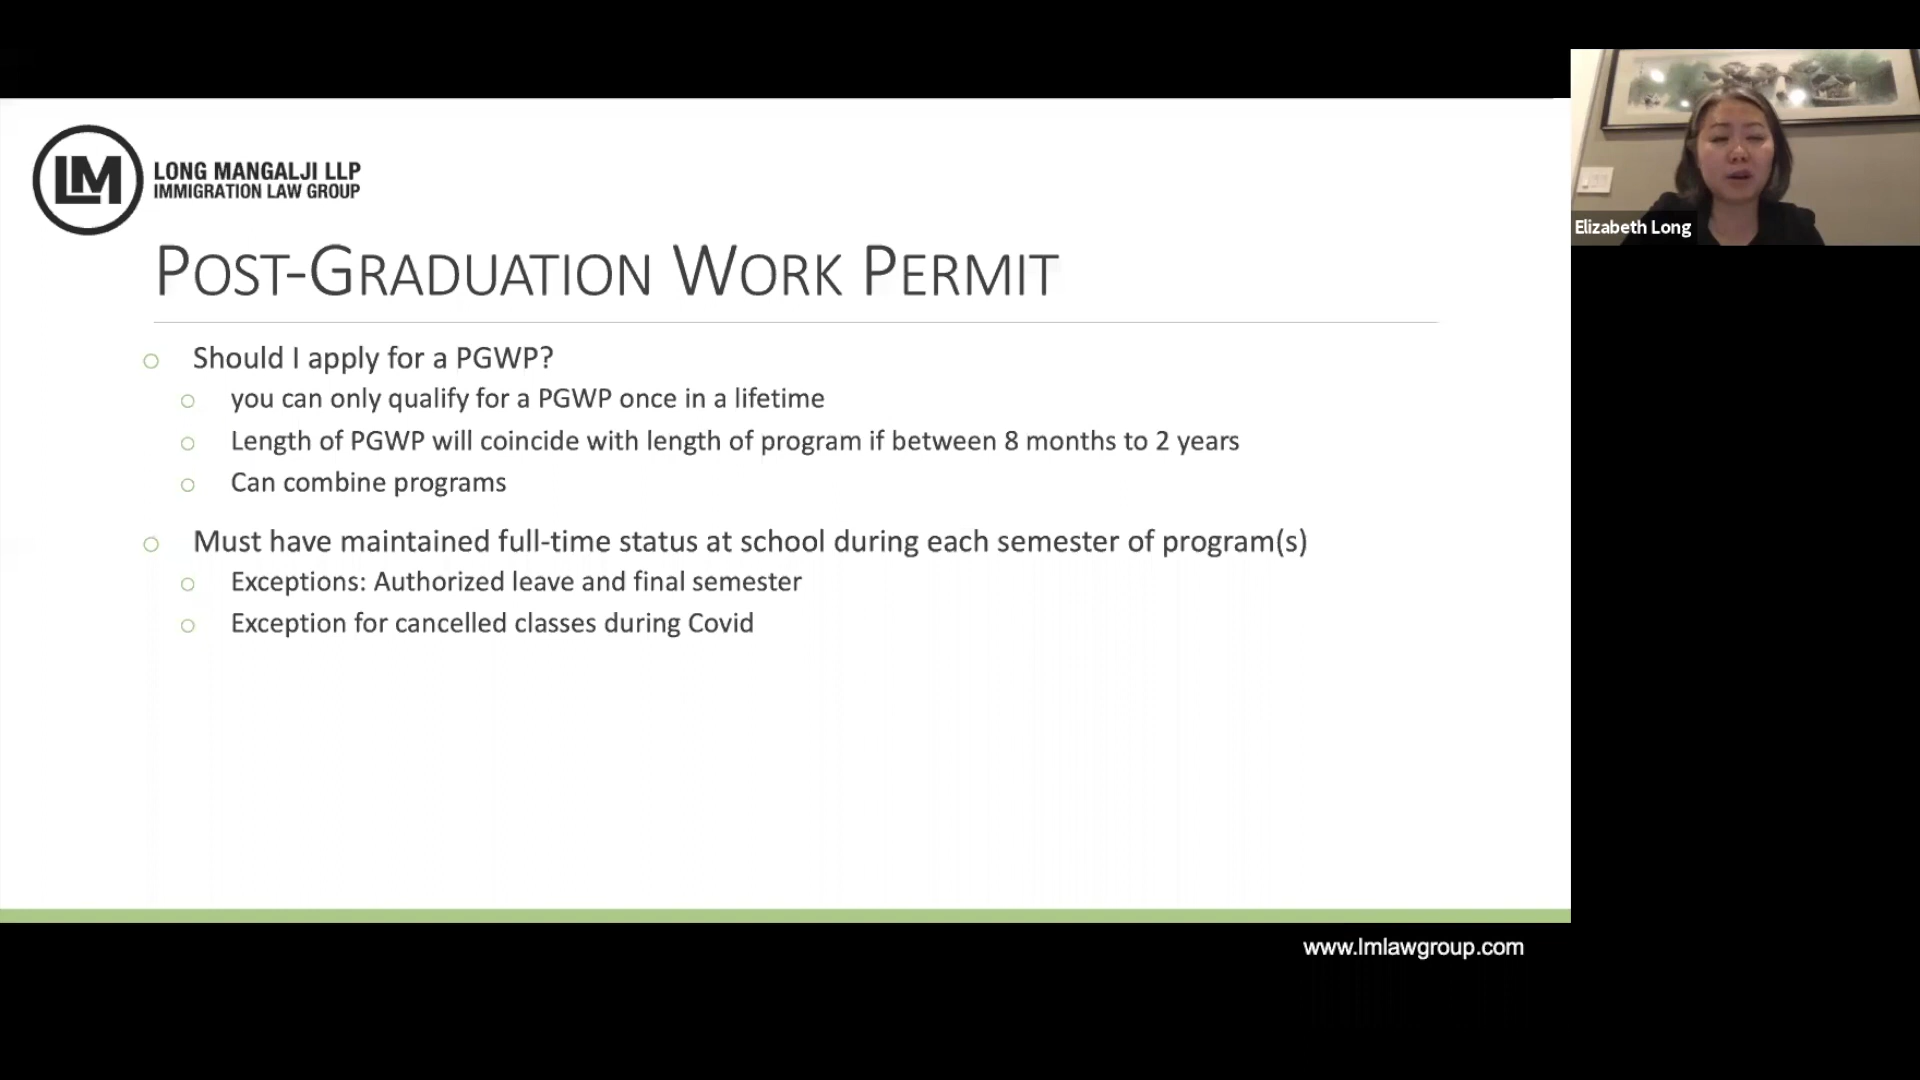 LM
LONG MANGALJI LLP
IMMIGRATION LAW GROUP
Elizabeth Long
POST-GRADUATION WORK PERMIT
Should I apply for a PGWP?
you can only qualify for a PGWP once in a lifetime
Length of PGWP will coincide with length of program if between 8 months to 2 years
Can combine programs
Must have maintained full-time status at school during each semester of program(s)
Exceptions: Authorized leave and final semester
Exception for cancelled classes during Covid
www.lmlawgroup.com